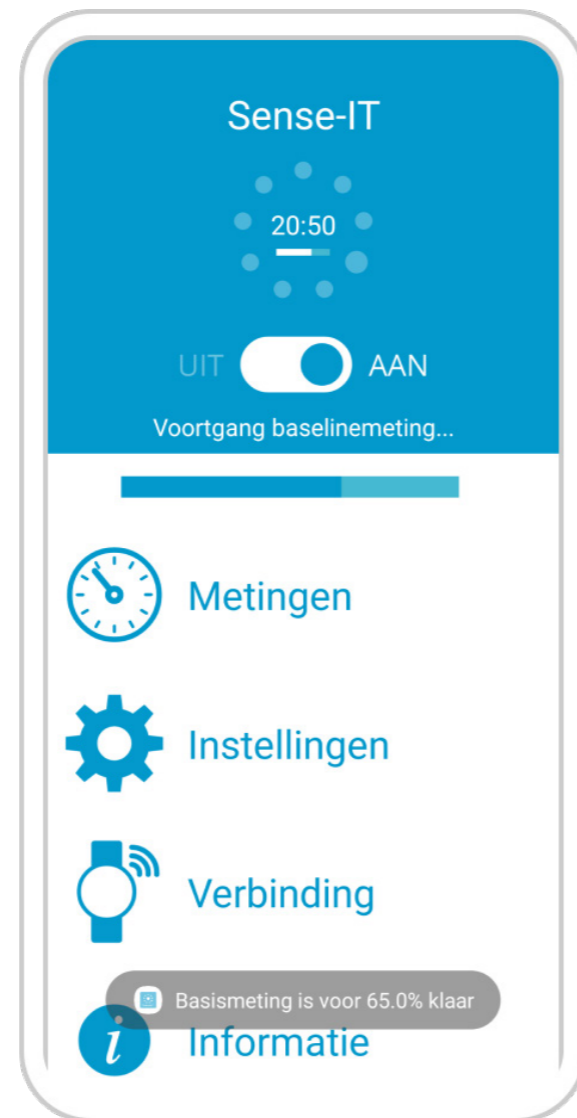 Sense-IT
20:50
UIT AAN
Voortgang baselinemeting...
Metingen
Instellingen
Verbinding
Basismeting is voor 65.0% klaar
i Informatie